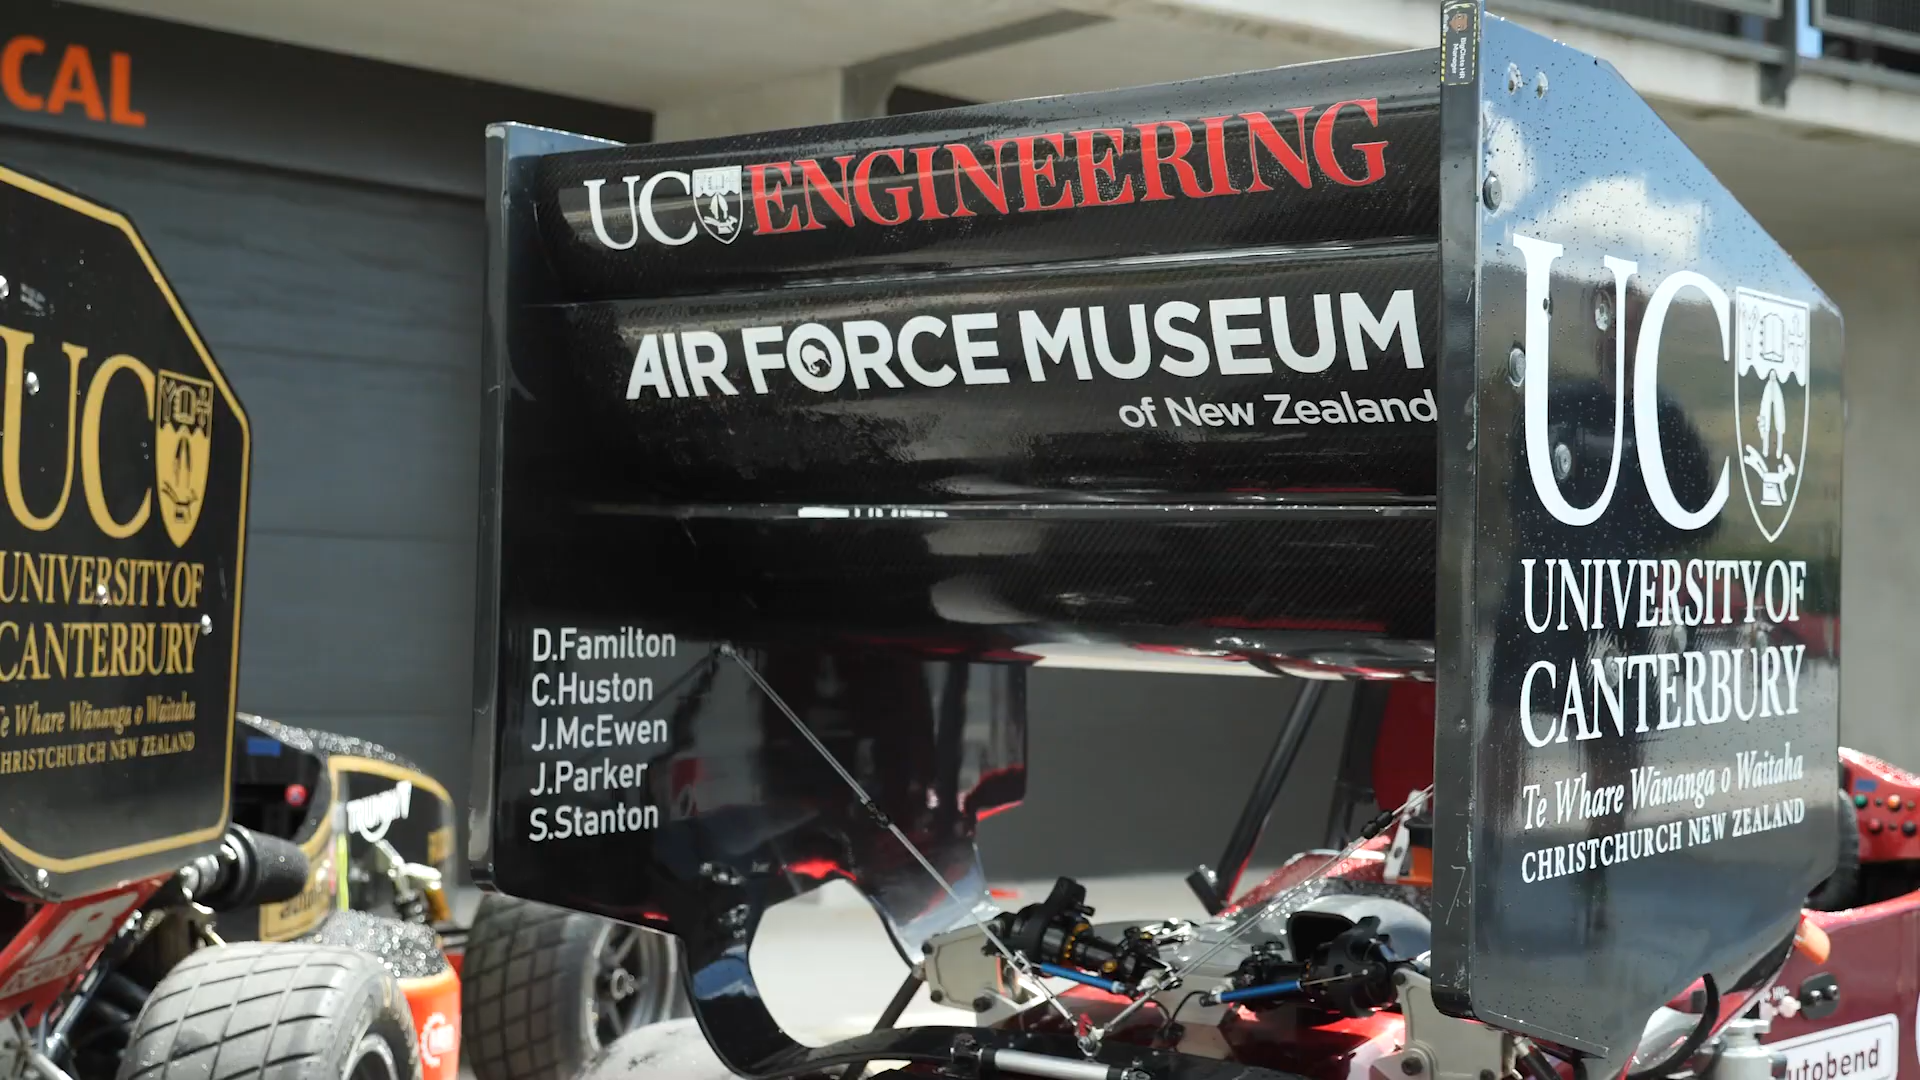 CAL
UC
UNIVERSITY OF
CANTERBURY
Te Whare Wānanga o Waitaha
CHRISTCHURCH NEW ZEALAND
UC ENGINEERING
AIR FORCE MUSEUM
of New Zealand
D.Familton
C.Huston
J.McEwen
J.Parker
S.Stanton
UC
UNIVERSITY OF
CANTERBURY
Te Whare Wānanga o Waitaha
CHRISTCHURCH NEW ZEALAND
utobend